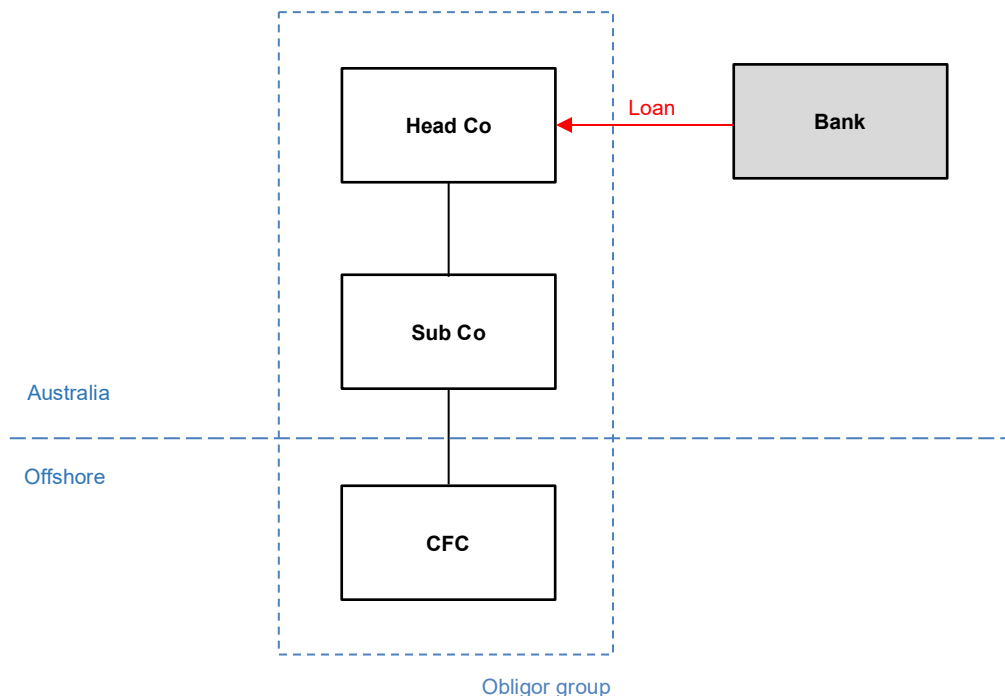 Head Co
Loan
Bank
Sub Co
Australia
Offshore
CFC
Obligor group